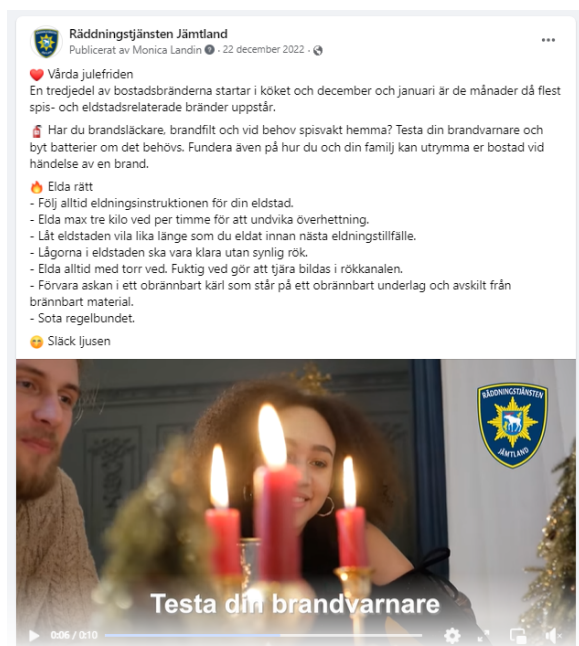 Räddningstjänsten Jämtland
Publicerat av Monica Landin · 22 december 2022 ·
❤️ Vårda julefriden
En tredjedel av bostadsbränderna startar i köket och december och januari är de månader då flest
spis- och eldstadsrelaterade bränder uppstår.
🧯 Har du brandsläckare, brandfilt och vid behov spisvakt hemma? Testa din brandvarnare och
byt batterier om det behövs. Fundera även på hur du och din familj kan utrymma er bostad vid
händelse av en brand.
🔥 Elda rätt
- Följ alltid eldningsinstruktionen för din eldstad.
- Elda max tre kilo ved per timme för att undvika överhettning.
- Låt eldstaden vila lika länge som du eldat innan nästa eldningstillfälle.
- Lågorna i eldstaden ska vara klara utan synlig rök.
- Elda alltid med torr ved. Fuktig ved gör att tjära bildas i rökkanalen.
- Förvara askan i ett obrännbart kärl som står på ett obrännbart underlag och avskilt från
brännbart material.
- Sota regelbundet.
😊 Släck ljusen
RÄDDNINGSTJÄNSTEN
JÄMTLAND
Testa din brandvarnare
0:06 / 0:10